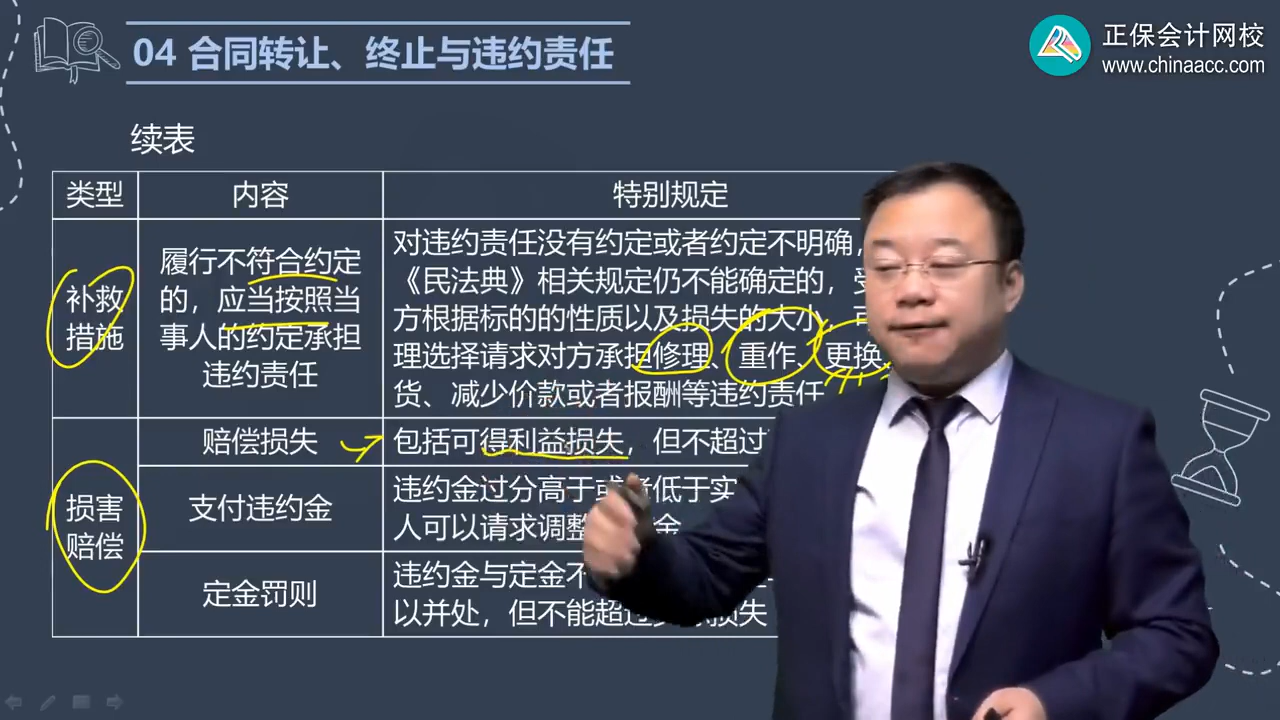 04 合同转让、终止与违约责任
正保会计网校
www.chinaacc.com
续表
类型
内容
特别规定
补救
措施
履行不符合约定
的，应当按照当
事人的约定承担
违约责任
对违约责任没有约定或者约定不明确，
《民法典》相关规定仍不能确定的，受
方根据标的的性质以及损失的大小，可
理选择请求对方承担修理、重作、更换
货、减少价款或者报酬等违约责任
损害
赔偿
赔偿损失
包括可得利益损失，但不超过
支付违约金
违约金过分高于或者低于实
人可以请求调整 金
定金罚则
违约金与定金不
以并处，但不能超过 损失